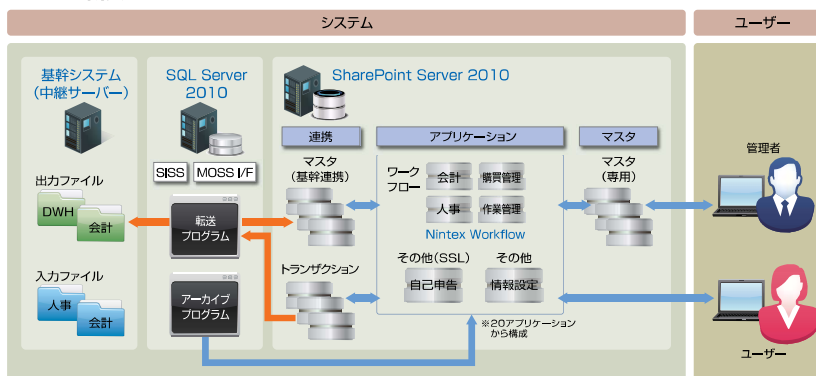 システム
ユーザー
基幹システム
(中継サーバー)
出力ファイル
DWH
会計
入力ファイル
人事
会計
SQL Server
2010
SISS
MOSS I/F
転送
プログラム
アーカイブ
プログラム
SharePoint Server 2010
連携
マスタ
(基幹連携)
トランザクション
アプリケーション
ワーク
フロー
会計
購買管理
人事
作業管理
Nintex Workflow
その他(SSL)
自己申告
その他
情報設定
※20アプリケーション
から構成
マスタ
マスタ
(専用)
管理者
ユーザー